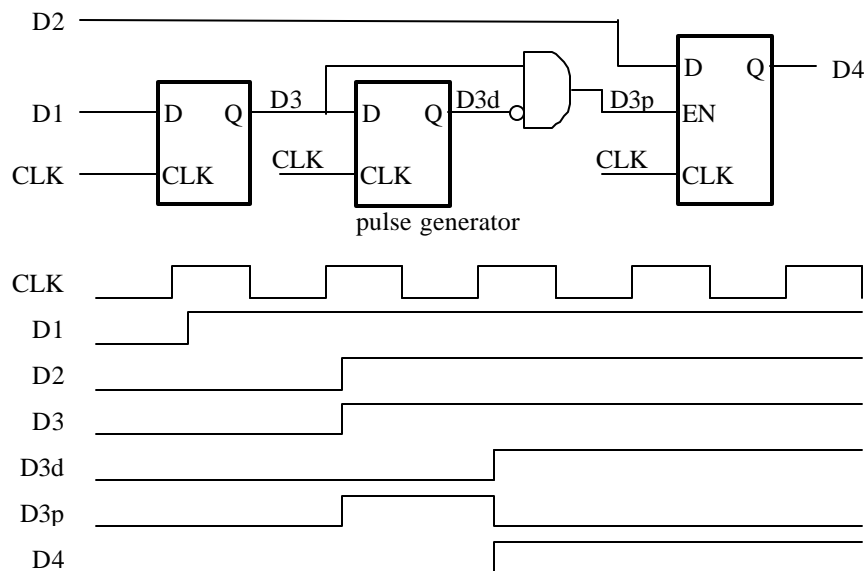 D2
D Q D4
D1 D Q D3 D Q D3d D3p EN
CLK CLK CLK CLK CLK CLK
pulse generator
CLK
D1
D2
D3
D3d
D3p
D4